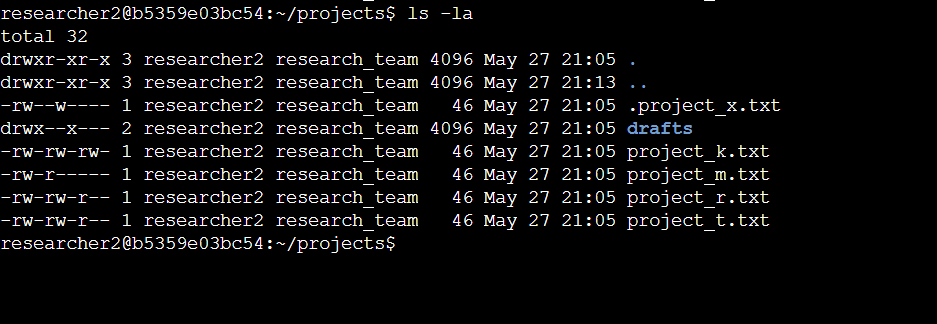 researcher2@b5359e03bc54:~/projects$ ls -la
total 32
drwxr-xr-x 3 researcher2 research_team 4096 May 27 21:05 .
drwxr-xr-x 3 researcher2 research_team 4096 May 27 21:13 ..
-rw--w---- 1 researcher2 research_team   46 May 27 21:05 .project_x.txt
drwx--x--- 2 researcher2 research_team 4096 May 27 21:05 drafts
-rw-rw-rw- 1 researcher2 research_team   46 May 27 21:05 project_k.txt
-rw-r----- 1 researcher2 research_team   46 May 27 21:05 project_m.txt
-rw-rw-r-- 1 researcher2 research_team   46 May 27 21:05 project_r.txt
-rw-rw-r-- 1 researcher2 research_team   46 May 27 21:05 project_t.txt
researcher2@b5359e03bc54:~/projects$